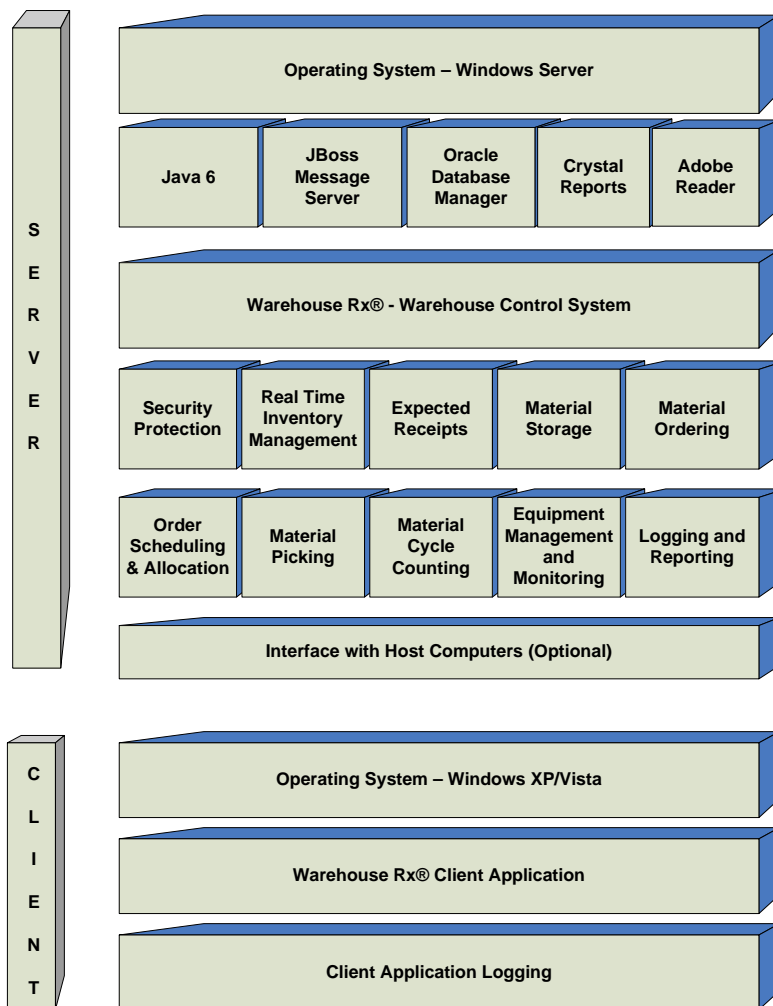 SERVER
Operating System – Windows Server
Java 6
JBoss
Message
Server
Oracle
Database
Manager
Crystal
Reports
Adobe
Reader
Warehouse Rx® - Warehouse Control System
Security
Protection
Real Time
Inventory
Management
Expected
Receipts
Material
Storage
Material
Ordering
Order
Scheduling
& Allocation
Material
Picking
Material
Cycle
Counting
Equipment
Management
and
Monitoring
Logging and
Reporting
Interface with Host Computers (Optional)
CLIENT
Operating System – Windows XP/Vista
Warehouse Rx® Client Application
Client Application Logging